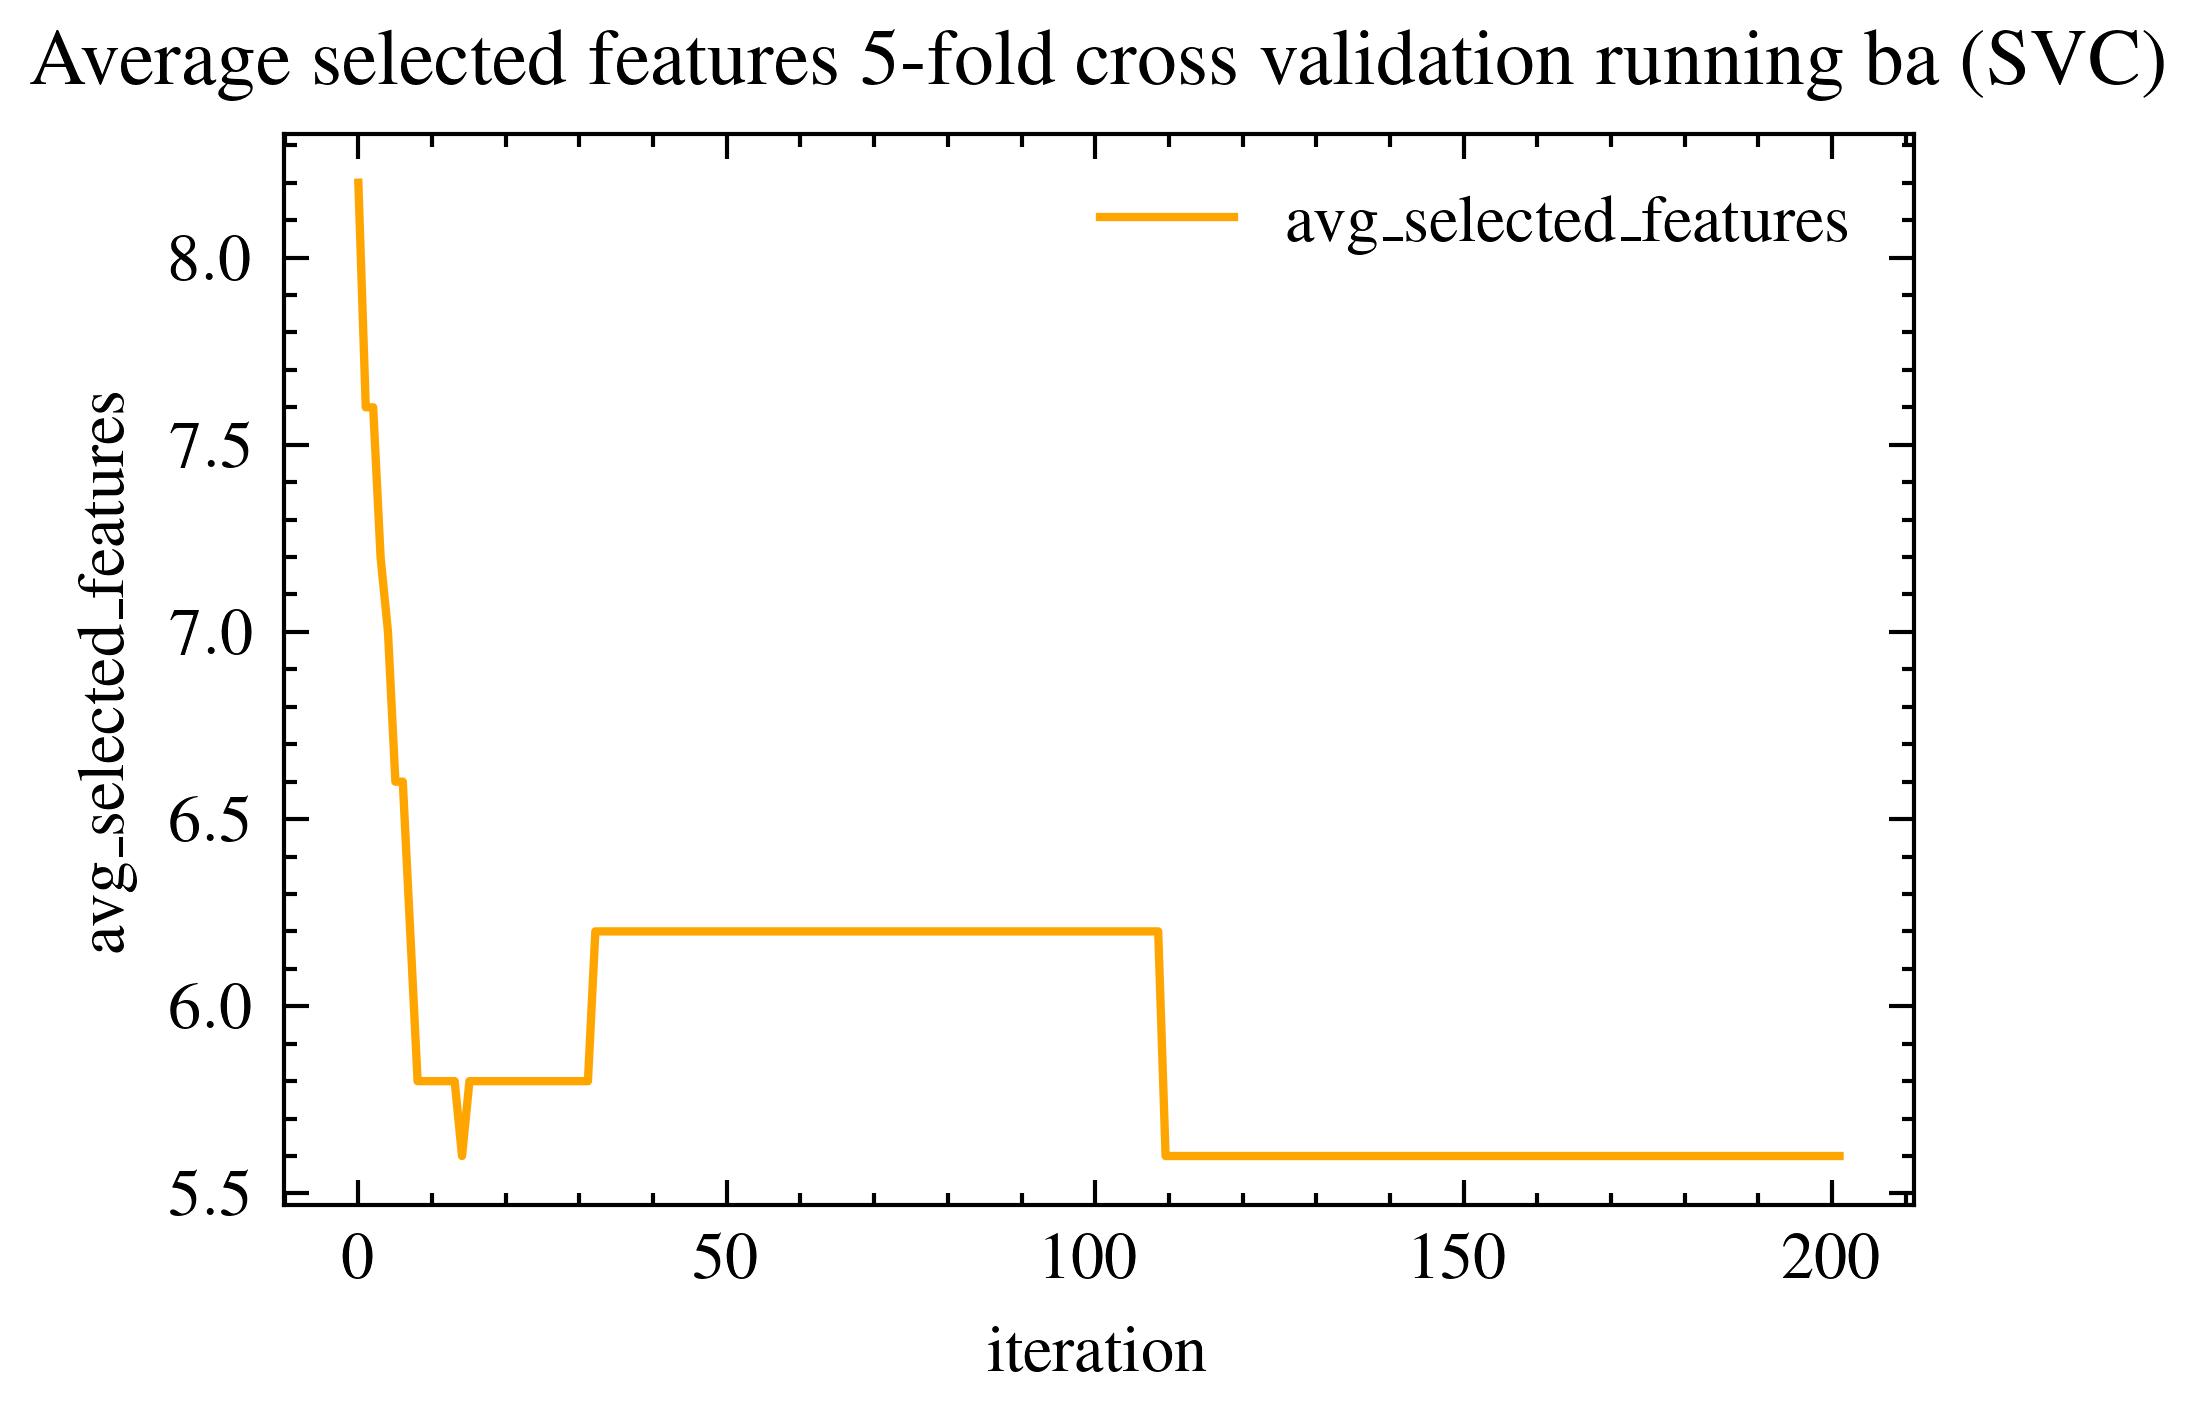 Average selected features 5-fold cross validation running ba (SVC)
avg_selected_features
avg_selected_features
8.0
7.5
7.0
6.5
6.0
5.5
0 50 100 150 200
iteration